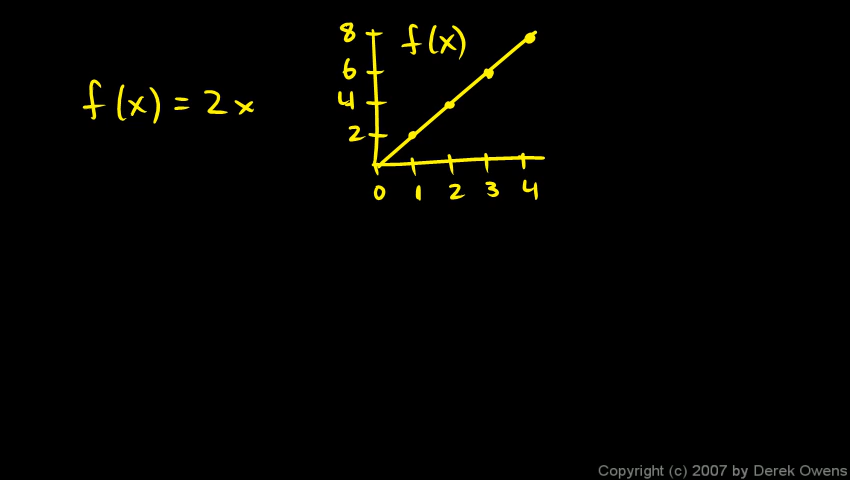 f(x) = 2x
f(x)
8
6
4
2
0 1 2 3 4
Copyright (c) 2007 by Derek Owens